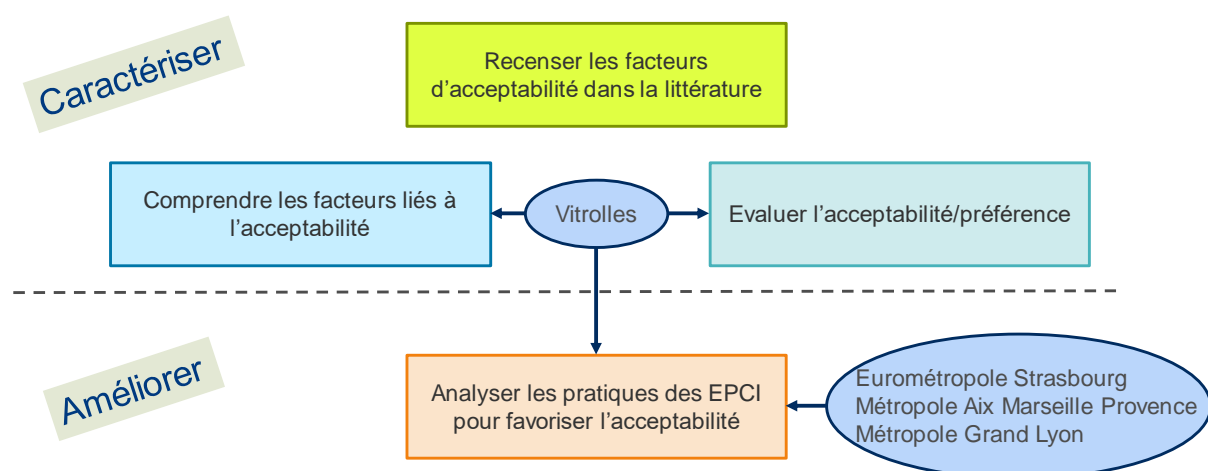 Caractériser
Recenser les facteurs
d'acceptabilité dans la littérature
Comprendre les facteurs liés à
l'acceptabilité
Vitrolles
Evaluer l'acceptabilité/préférence
Améliorer
Analyser les pratiques des EPCI
pour favoriser l'acceptabilité
Eurométropole Strasbourg
Métropole Aix Marseille Provence
Métropole Grand Lyon